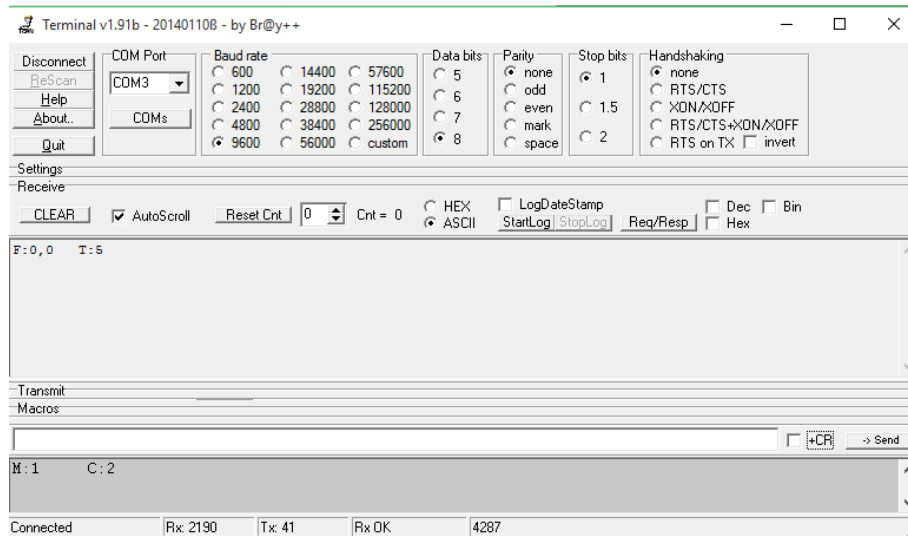 Terminal v1.91b - 20140110ß - by Br@y++
Disconnect
ReScan
Help
About..
Quit
COM Port
COM3
COMs
Baud rate
600 14400 57600
1200 19200 115200
2400 28800 128000
4800 38400 256000
9600 56000 custom
Data bits
5
6
7
8
Parity
none
odd
even
mark
space
Stop bits
1
1.5
2
Handshaking
none
RTS/CTS
XON/XOFF
RTS/CTS+XON/XOFF
RTS on TX invert
Settings
Receive
CLEAR AutoScroll Reset Cnt 0 Cnt = 0
HEX
ASCII
LogDateStamp
StartLog StopLog Req/Resp
Dec Bin
Hex
F:0,0 T:5
Transmit
Macros
+CR -> Send
M:1 C:2
Connected Rx: 2190 Tx: 41 Rx OK 4287